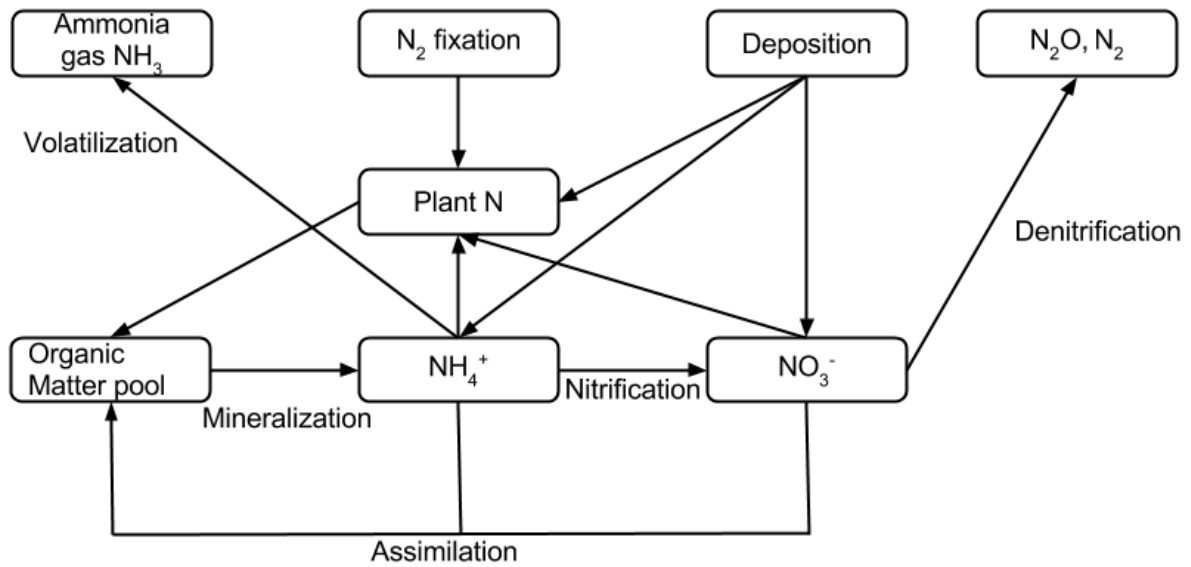 Ammonia
gas NH₃
N₂ fixation
Deposition
N₂O, N₂
Volatilization
Plant N
Denitrification
Organic
Matter pool
NH₄⁺
NO₃⁻
Nitrification
Mineralization
Assimilation